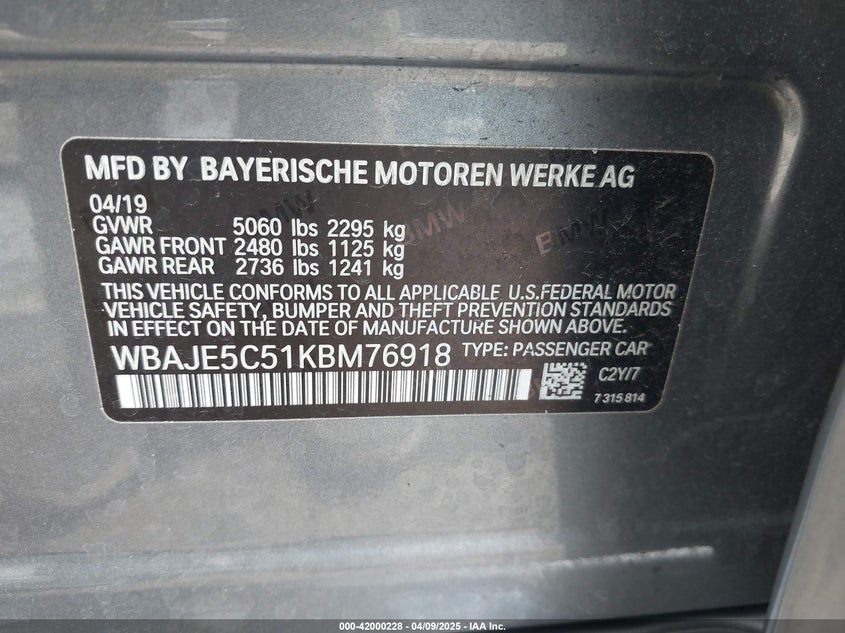 MFD BY BAYERISCHE MOTOREN WERKE AG
04/19
GVWR 5060 lbs 2295 kg
GAWR FRONT 2480 lbs 1125 kg
GAWR REAR 2736 lbs 1241 kg
THIS VEHICLE CONFORMS TO ALL APPLICABLE U.S.FEDERAL MOTOR
VEHICLE SAFETY, BUMPER AND THEFT PREVENTION STANDARDS
IN EFFECT ON THE DATE OF MANUFACTURE SHOWN ABOVE.
WBAJE5C51KBM76918 TYPE: PASSENGER CAR
C2Y/7
7 315 814
BMW
BMW
BMW
000-42000228 | 04/09/2025 - IAA Inc.